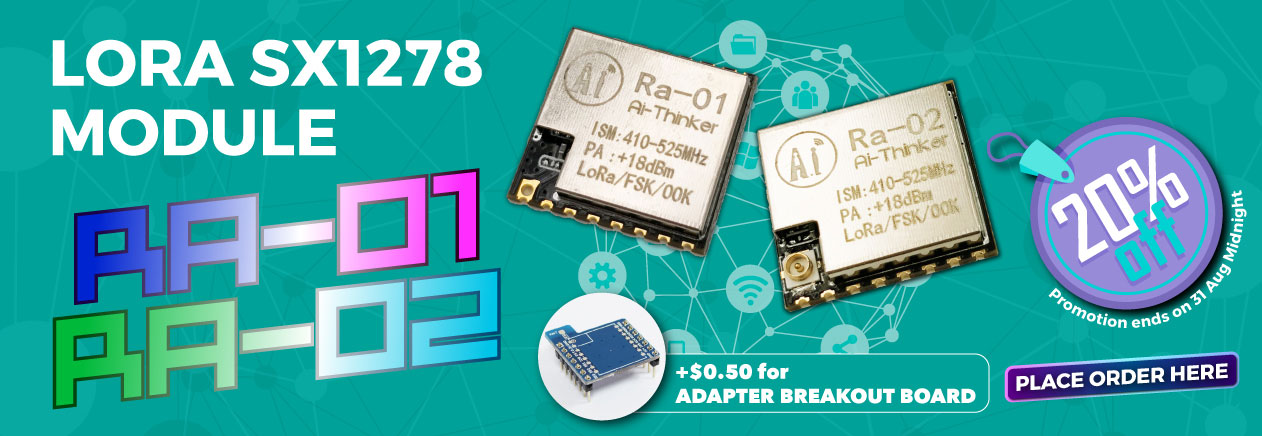 LORA SX1278
MODULE
RA-01
RA-02
Ai
Ra-01
Ai-Thinker
ISM:410-525MHz
PA :+18dBm
LoRa/FSK/OOK
Ai
Ra-02
Ai-Thinker
ISM:410-525MHz
PA :+18dBm
LoRa/FSK/OOK
20%
off
Promotion ends on 31 Aug Midnight
+$0.50 for
ADAPTER BREAKOUT BOARD
PLACE ORDER HERE